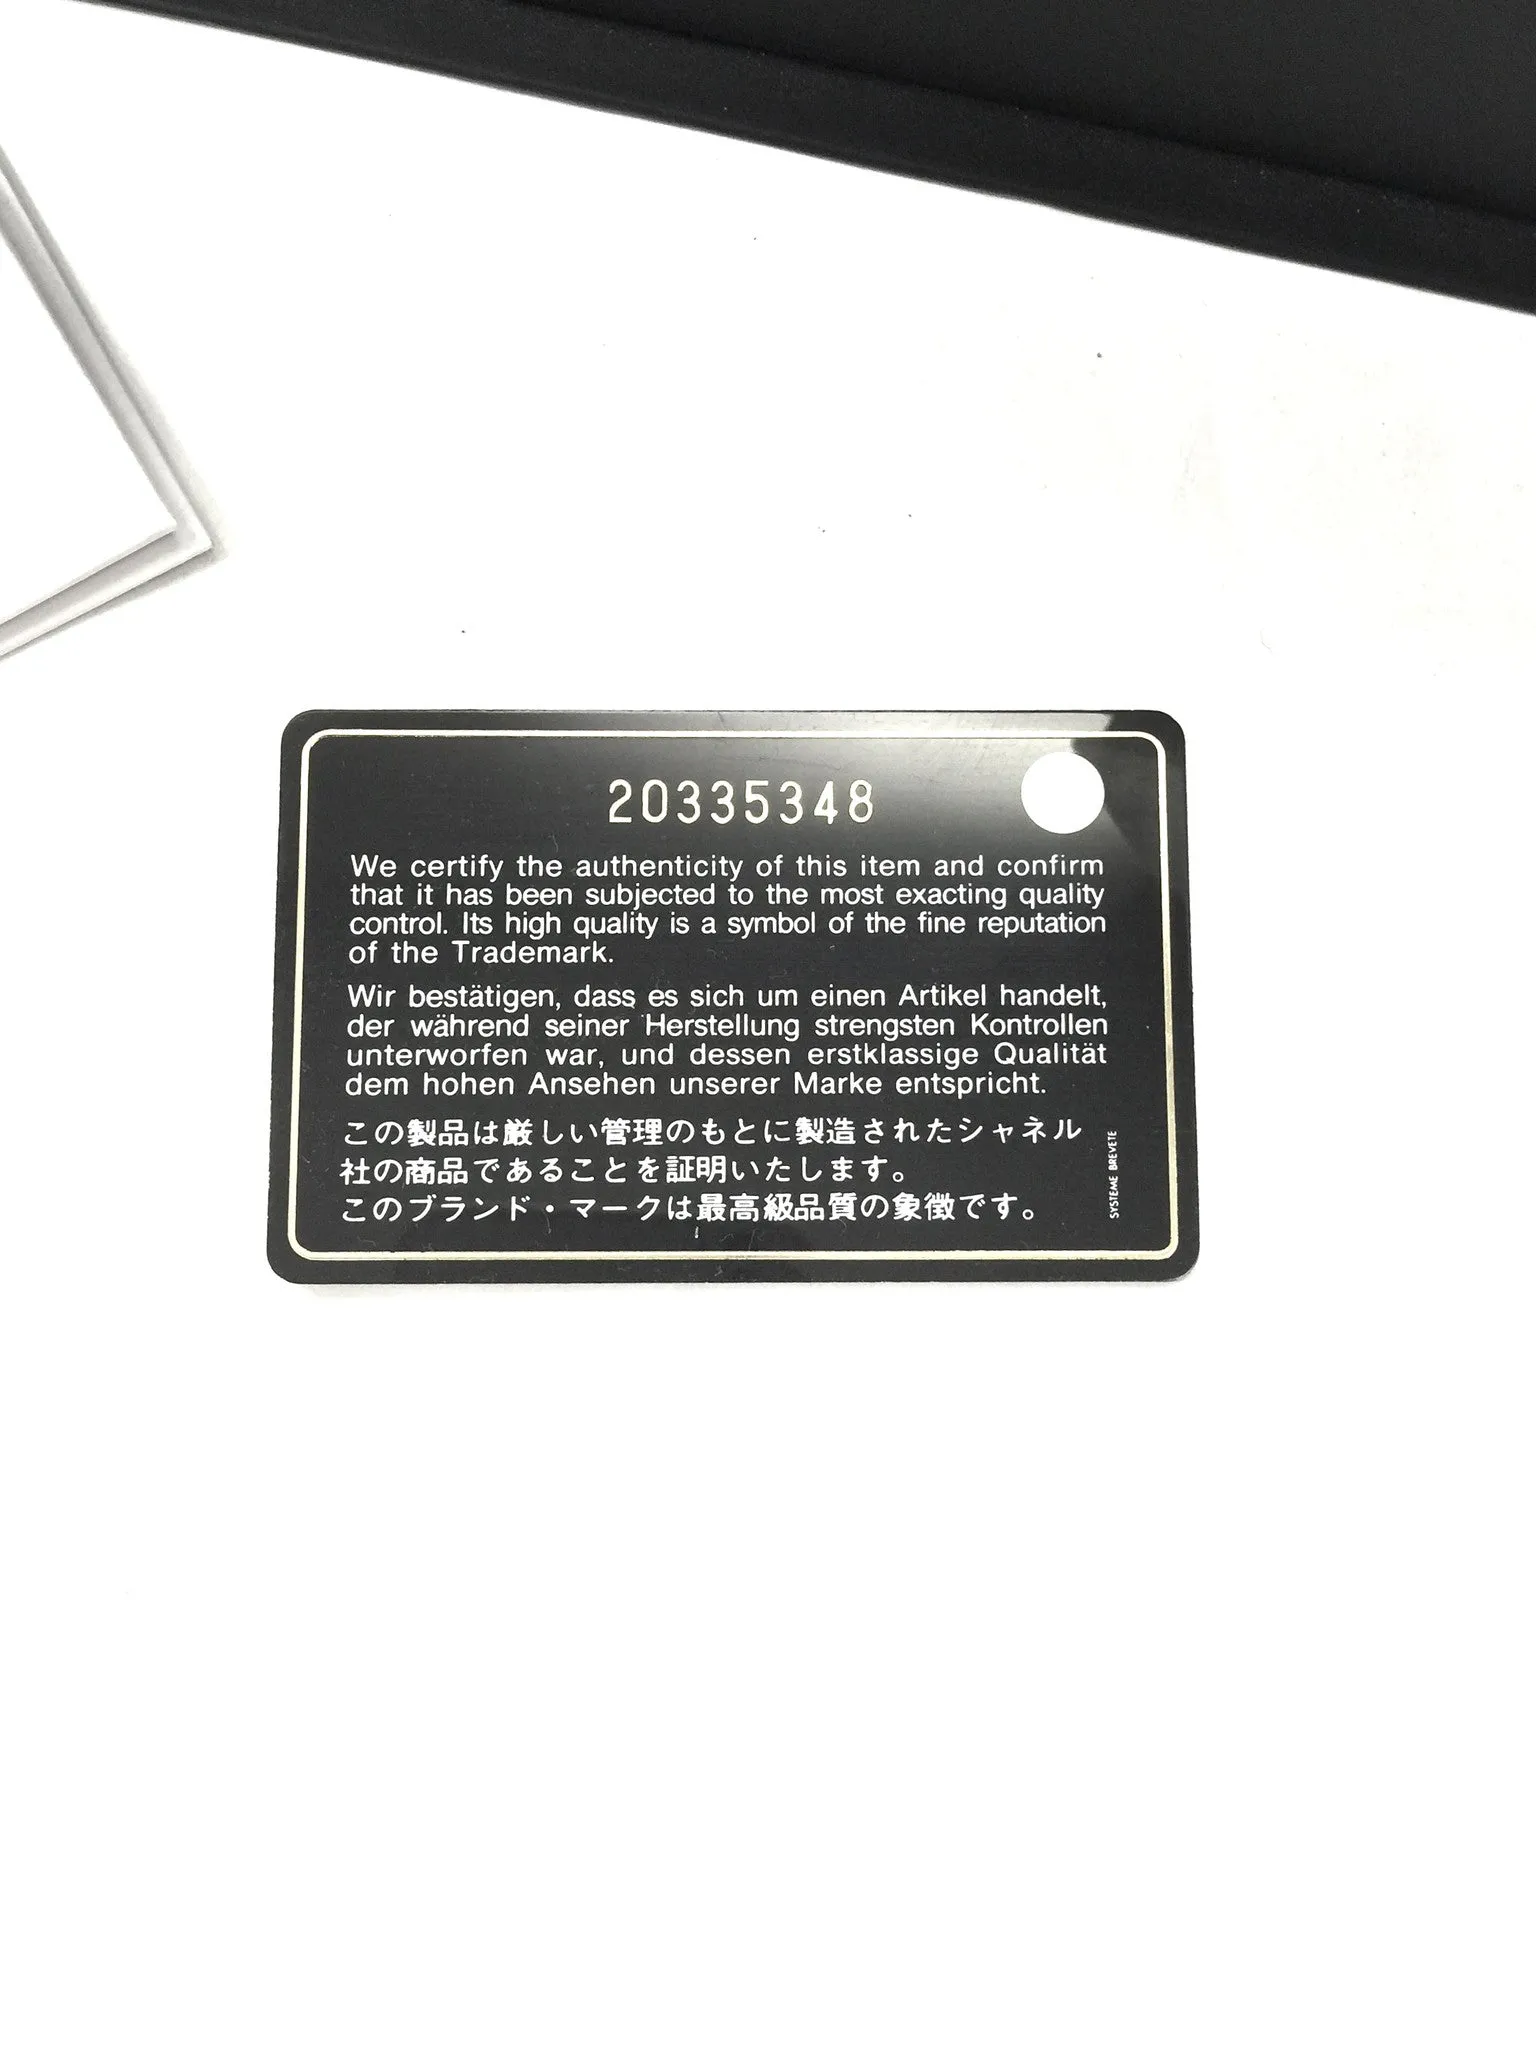 20335348
We certify the authenticity of this item and confirm
that it has been subjected to the most exacting quality
control. Its high quality is a symbol of the fine reputation
of the Trademark.
Wir bestätigen, dass es sich um einen Artikel handelt,
der während seiner Herstellung strengsten Kontrollen
unterworfen war, und dessen erstklassige Qualität
dem hohen Ansehen unserer Marke entspricht.
この製品は厳しい管理のもとに製造されたシャネル
社の商品であることを証明いたします。
このブランド・マークは最高級品質の象徴です。
SYSTEME BREVETE